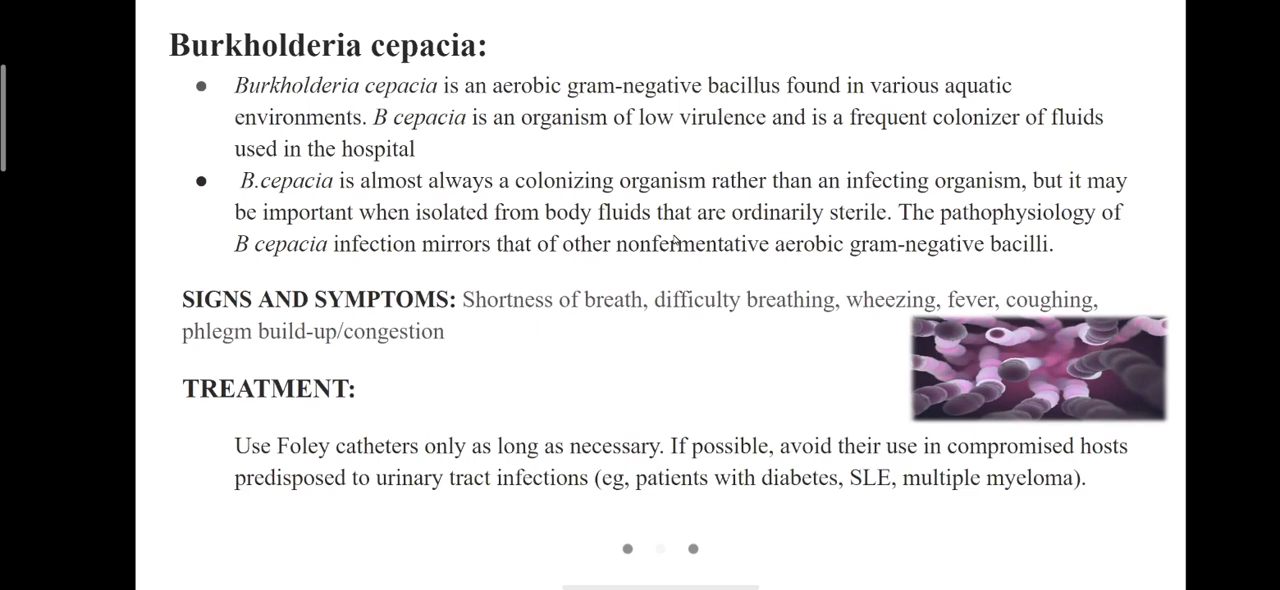 Burkholderia cepacia:
● Burkholderia cepacia is an aerobic gram-negative bacillus found in various aquatic
environments. B cepacia is an organism of low virulence and is a frequent colonizer of fluids
used in the hospital
● B.cepacia is almost always a colonizing organism rather than an infecting organism, but it may
be important when isolated from body fluids that are ordinarily sterile. The pathophysiology of
B cepacia infection mirrors that of other nonfermentative aerobic gram-negative bacilli.
SIGNS AND SYMPTOMS: Shortness of breath, difficulty breathing, wheezing, fever, coughing,
phlegm build-up/congestion
TREATMENT:
Use Foley catheters only as long as necessary. If possible, avoid their use in compromised hosts
predisposed to urinary tract infections (eg, patients with diabetes, SLE, multiple myeloma).